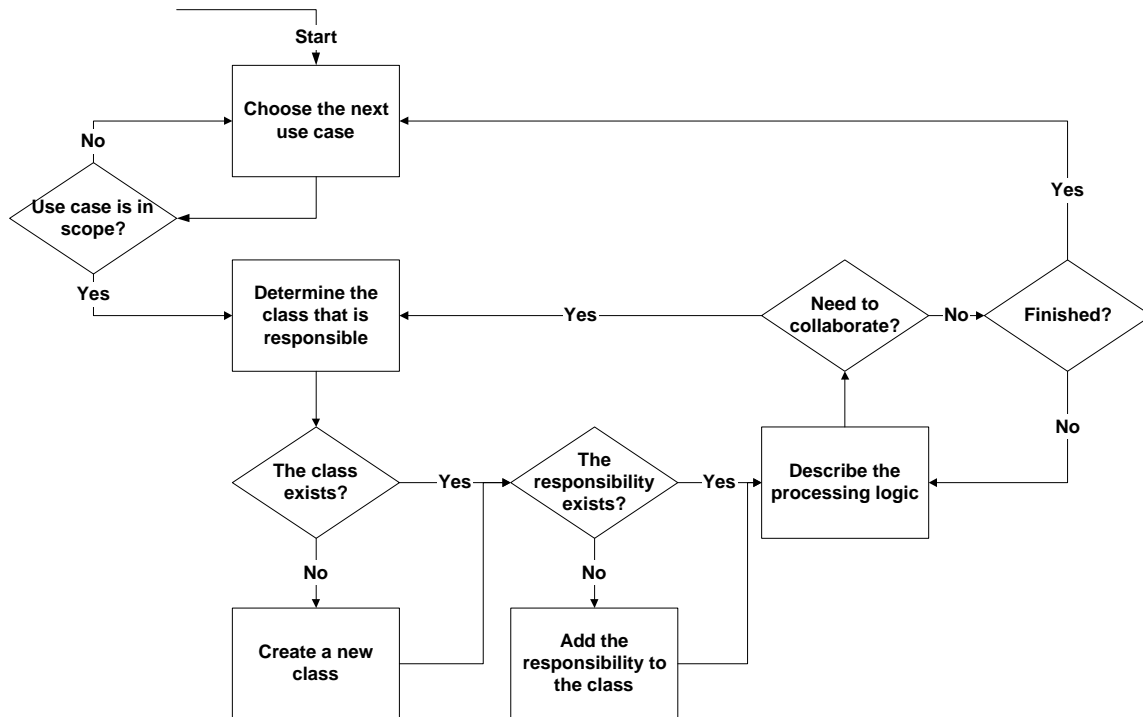 Start
Choose the next
use case
No
Use case is in
scope?
Yes
Yes
Determine the
class that is
responsible
Yes
Need to
collaborate?
No
Finished?
No
The class
exists?
Yes
The
responsibility
exists?
Yes
Describe the
processing logic
No
No
Create a new
class
Add the
responsibility to
the class